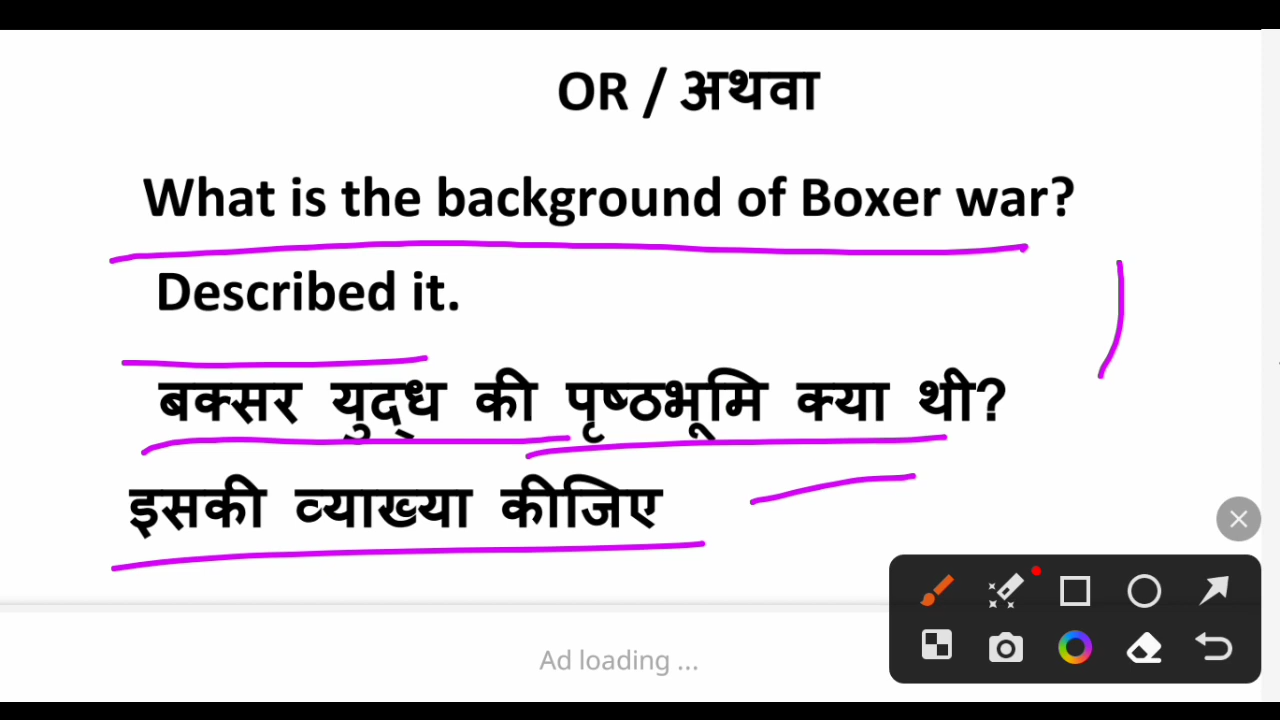 OR / अथवा
What is the background of Boxer war?
Described it.
बक्सर युद्ध की पृष्ठभूमि क्या थी?
इसकी व्याख्या कीजिए
Ad loading ...